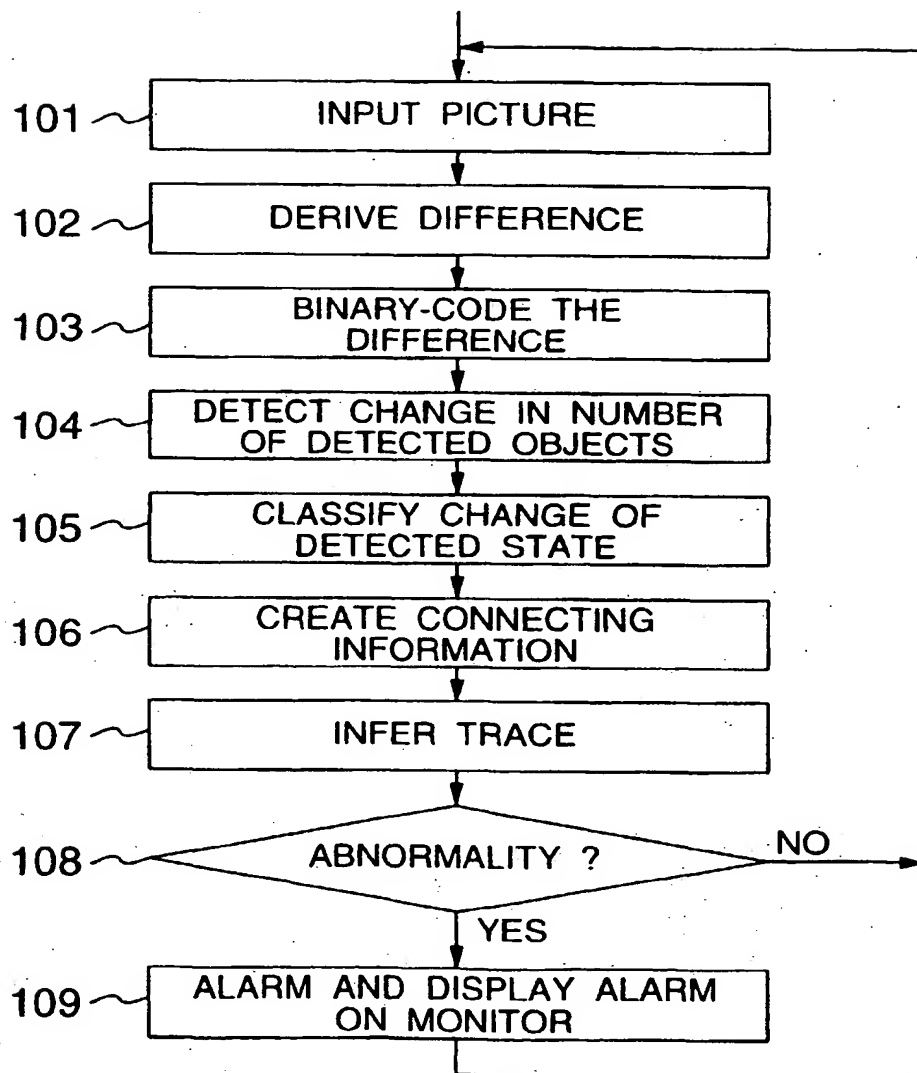 101 INPUT PICTURE
102 DERIVE DIFFERENCE
103 BINARY-CODE THE
DIFFERENCE
104 DETECT CHANGE IN NUMBER
OF DETECTED OBJECTS
105 CLASSIFY CHANGE OF
DETECTED STATE
106 CREATE CONNECTING
INFORMATION
107 INFER TRACE
108 ABNORMALITY ? NO
YES
109 ALARM AND DISPLAY ALARM
ON MONITOR